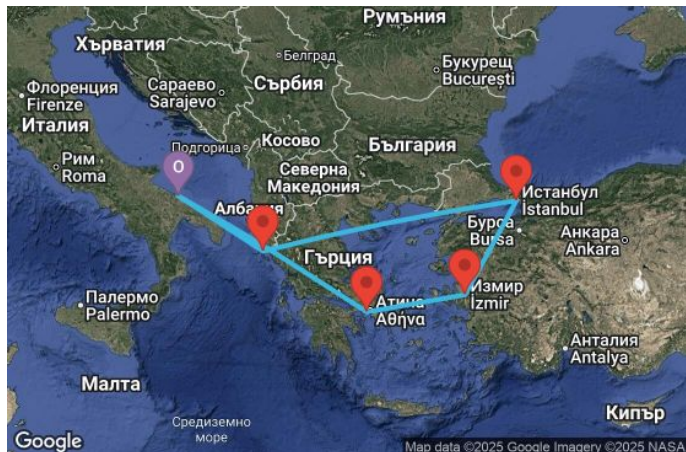 Румъния
Хърватия
Белград
Букурещ
Bucureşti
Флоренция
Firenze
Сараево
Sarajevo
Сърбия
Италия
Подгорица
Косово
България
Рим
Roma
O
Северна
Македония
Албания
Истанбул
İstanbul
Бурса
Bursa
Анкара
Ankara
Гърция
Измир
İzmir
Палермо
Palermo
Атина
Αθήνα
Анталия
Antalya
Малта
Средиземно
море
Кипър
Google
Map data ©2025 Google Imagery ©2025 NASA